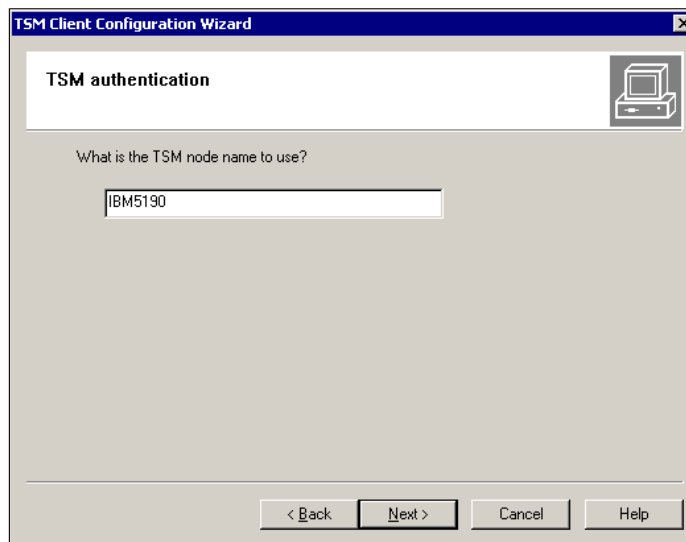 TSM Client Configuration Wizard
TSM authentication
What is the TSM node name to use?
IBM5190
< Back Next > Cancel Help